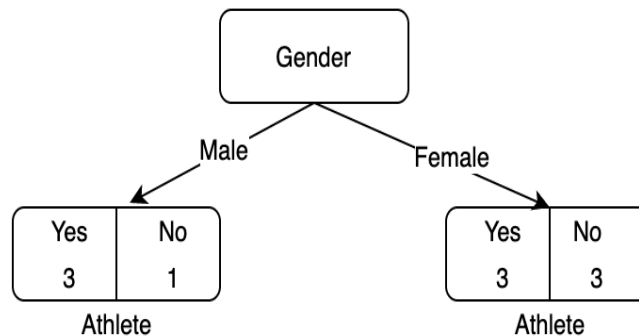 Gender
Male
Female
Yes No
3 1
Athlete
Yes No
3 3
Athlete